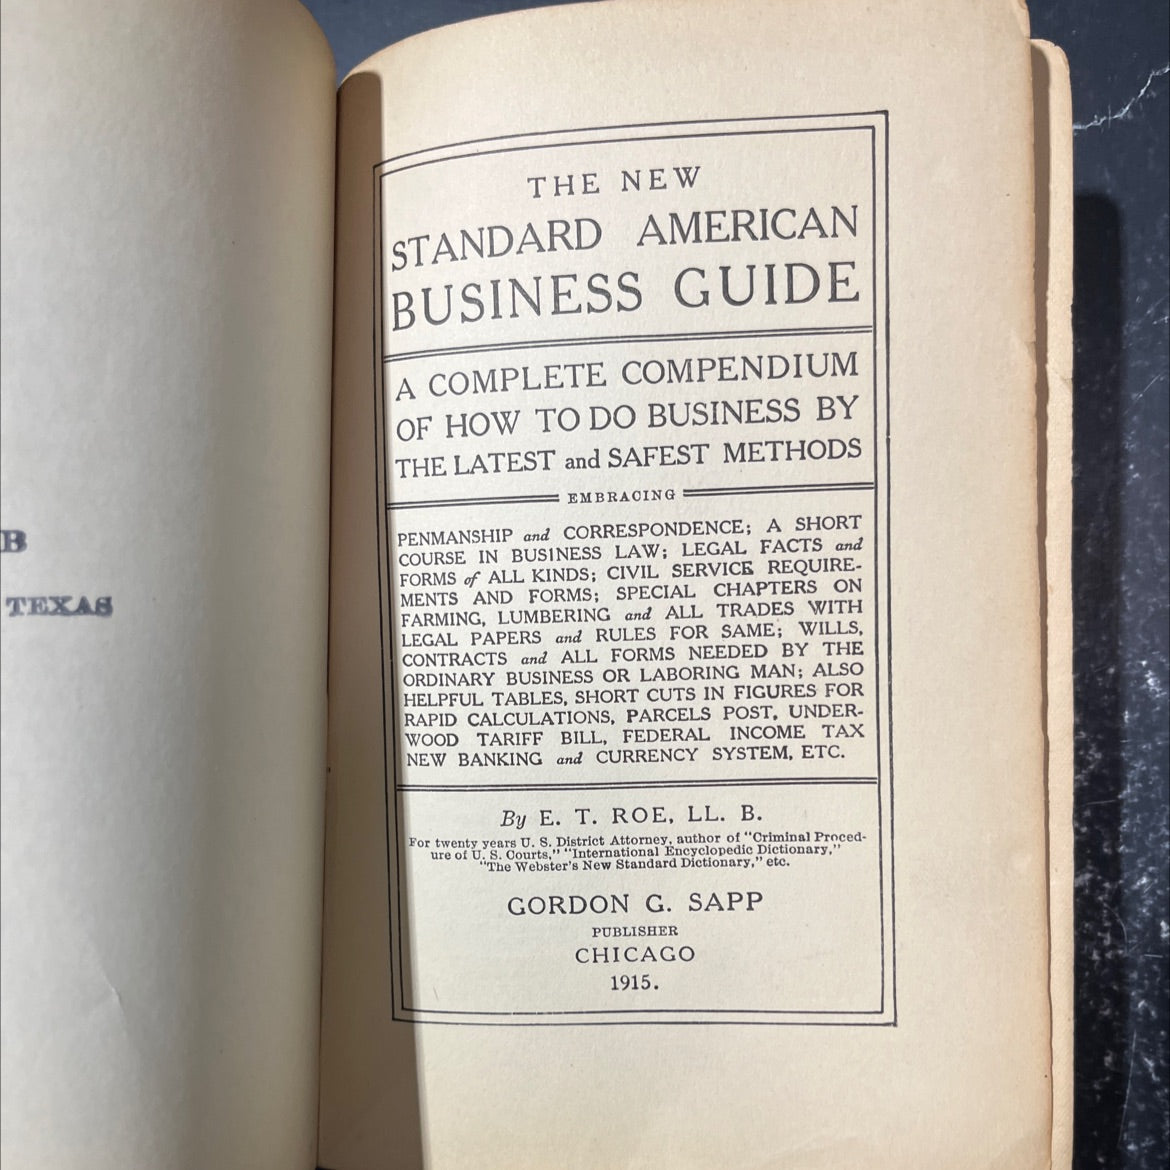 B
TEXAS
THE NEW
STANDARD AMERICAN
BUSINESS GUIDE
A COMPLETE COMPENDIUM
OF HOW TO DO BUSINESS BY
THE LATEST and SAFEST METHODS
EMBRACING
PENMANSHIP and CORRESPONDENCE; A SHORT
COURSE IN BUSINESS LAW; LEGAL FACTS and
FORMS of ALL KINDS; CIVIL SERVICE REQUIRE-
MENTS AND FORMS; SPECIAL CHAPTERS ON
FARMING, LUMBERING and ALL TRADES WITH
LEGAL PAPERS and RULES FOR SAME; WILLS,
CONTRACTS and ALL FORMS NEEDED BY THE
ORDINARY BUSINESS OR LABORING MAN; ALSO
HELPFUL TABLES, SHORT CUTS IN FIGURES FOR
RAPID CALCULATIONS, PARCELS POST, UNDER-
WOOD TARIFF BILL, FEDERAL INCOME TAX
NEW BANKING and CURRENCY SYSTEM, ETC.
By E. T. ROE, LL. B.
For twenty years U. S. District Attorney, author of "Criminal Proced-
ure of U. S. Courts," "International Encyclopedic Dictionary,"
"The Webster's New Standard Dictionary," etc.
GORDON G. SAPP
PUBLISHER
CHICAGO
1915.